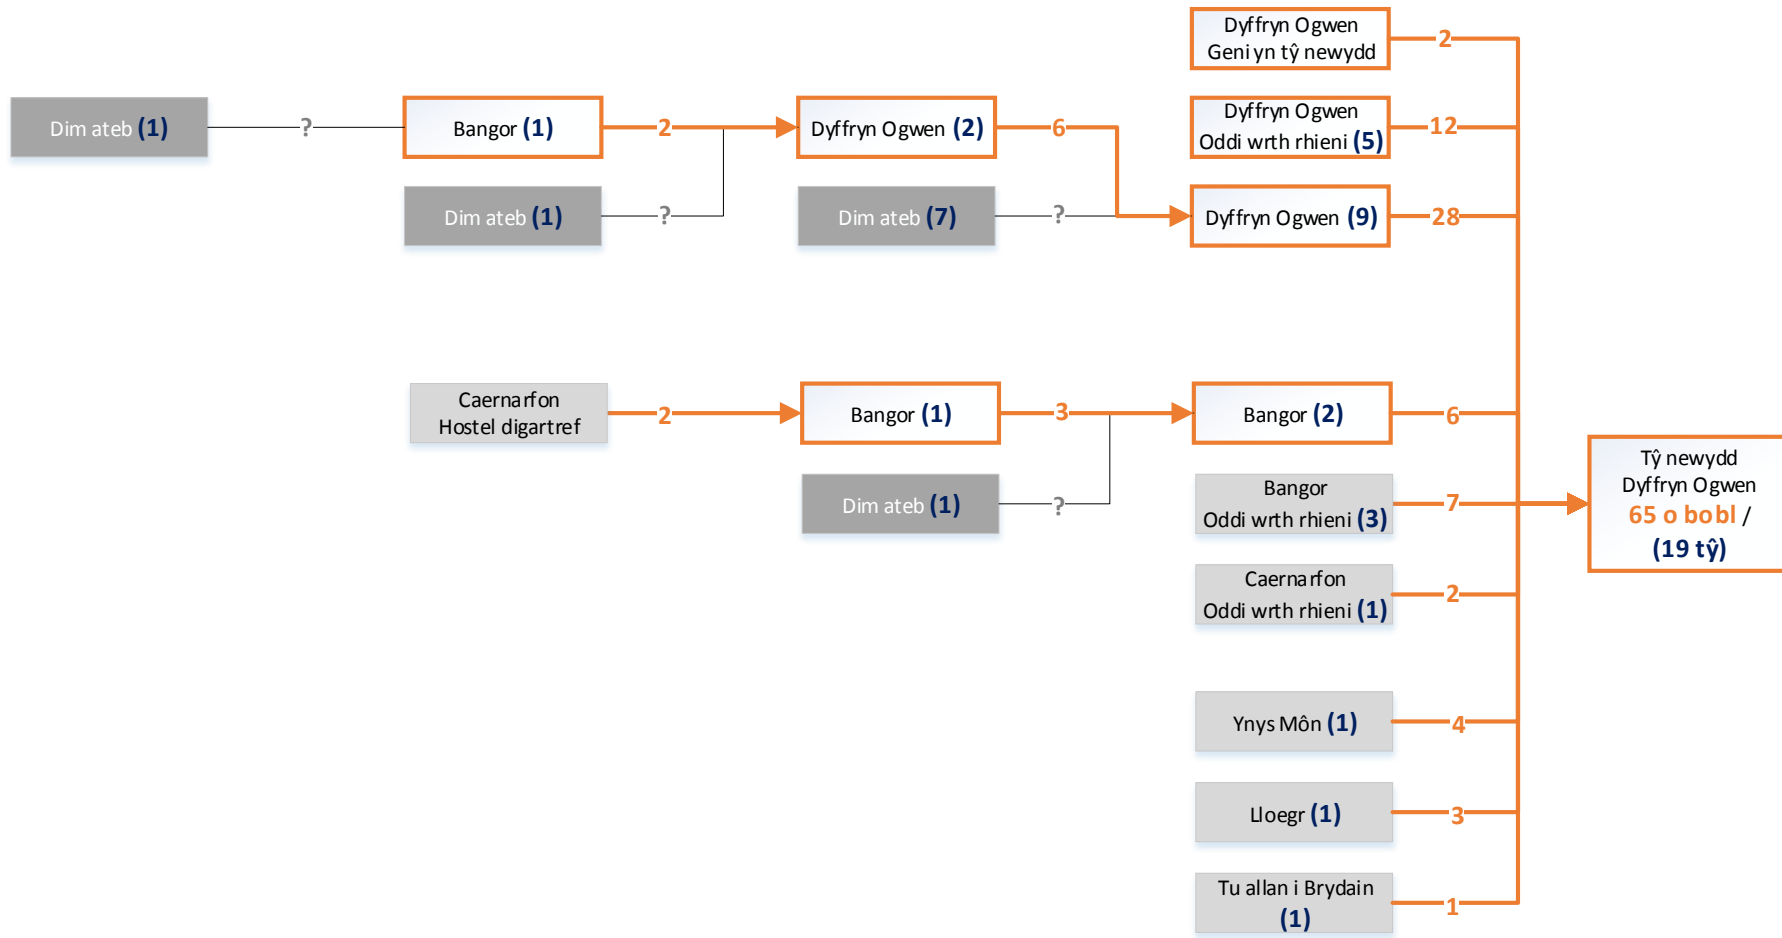 Dyffryn Ogwen
Geni yn tŷ newydd
2
Dim ateb (1)
?
Bangor (1)
2
Dyffryn Ogwen (2)
6
Dyffryn Ogwen
Oddi wrth rhieni (5)
12
Dim ateb (1)
?
Dim ateb (7)
?
Dyffryn Ogwen (9)
28
Caernarfon
Hostel digartref
2
Bangor (1)
3
Bangor (2)
6
Dim ateb (1)
?
Bangor
Oddi wrth rhieni (3)
7
Tŷ newydd
Dyffryn Ogwen
65 o bobl /
(19 tŷ)
Caernarfon
Oddi wrth rhieni (1)
2
Ynys Môn (1)
4
Lloegr (1)
3
Tu allan i Brydain
(1)
1